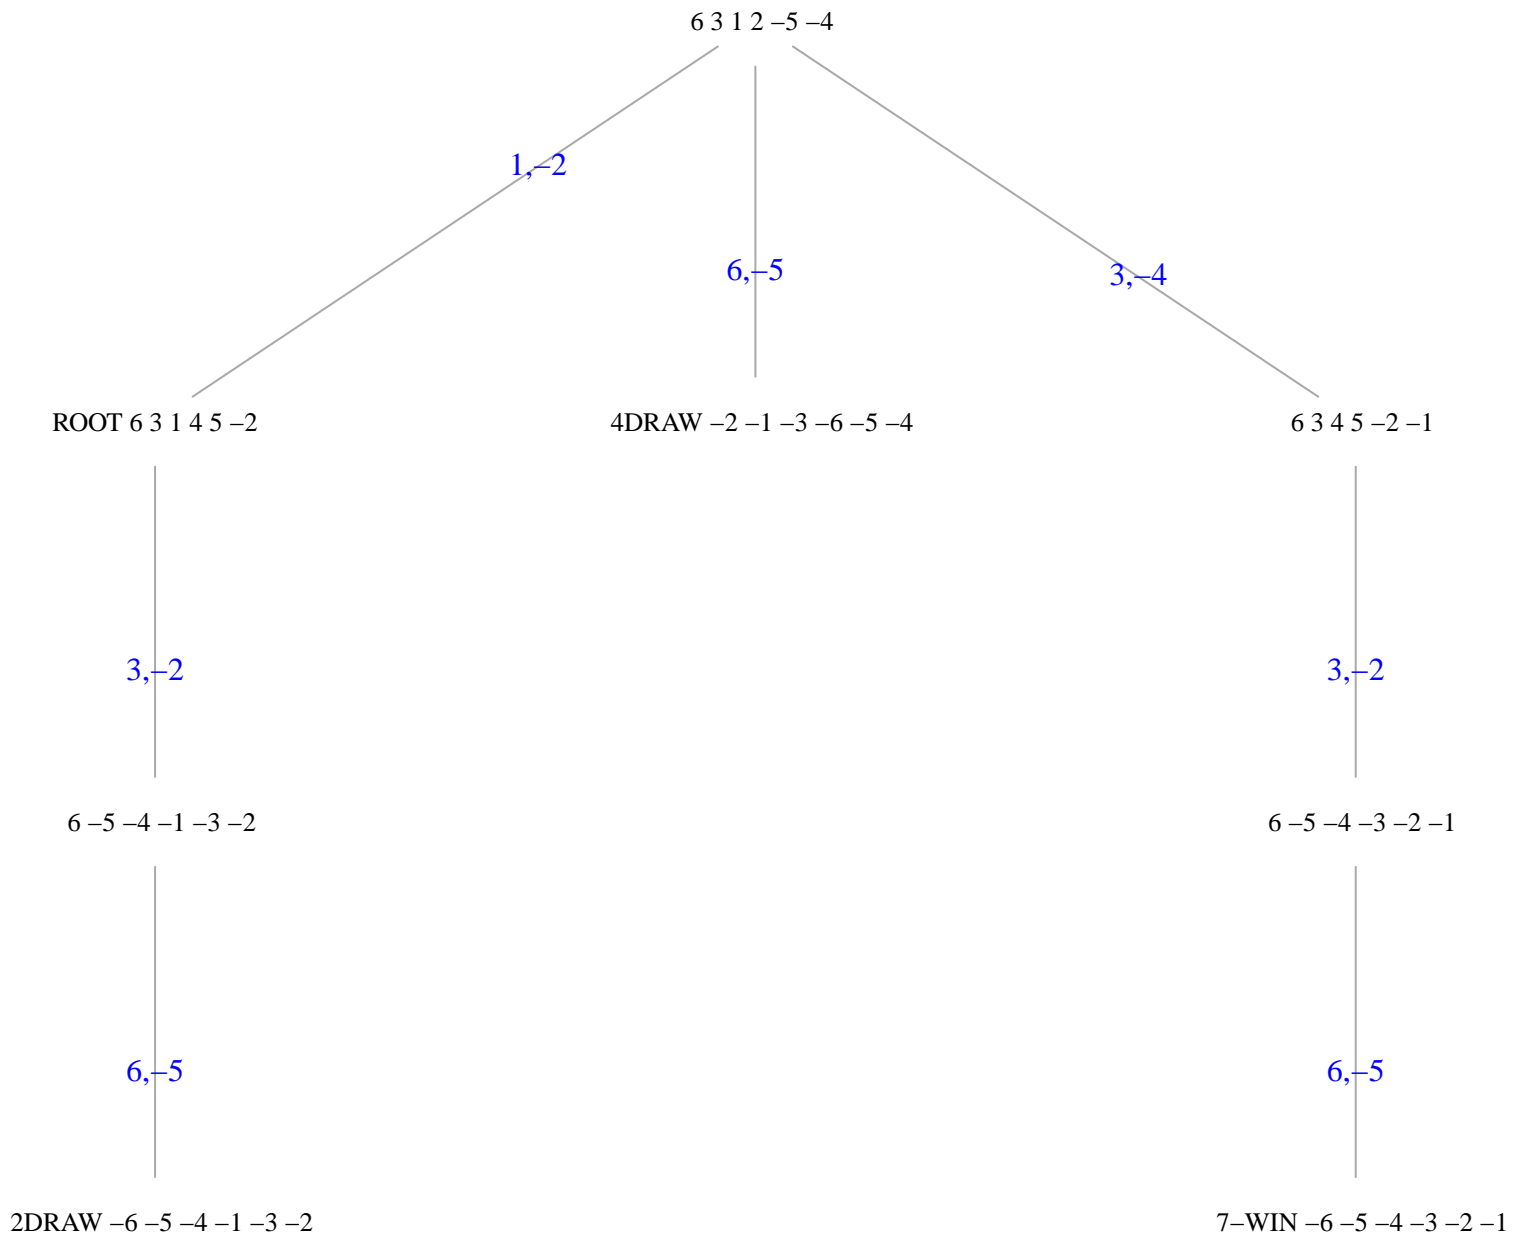 6 3 1 2 –5 –4
1,–2
6,–5
3,–4
ROOT 6 3 1 4 5 –2
4DRAW –2 –1 –3 –6 –5 –4
6 3 4 5 –2 –1
3,–2
3,–2
6 –5 –4 –1 –3 –2
6 –5 –4 –3 –2 –1
6,–5
6,–5
2DRAW –6 –5 –4 –1 –3 –2
7–WIN –6 –5 –4 –3 –2 –1